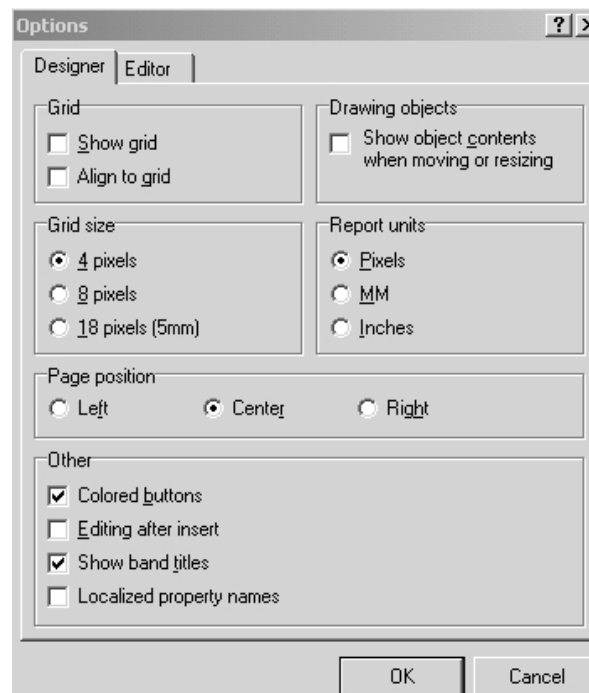 Options
Designer
Editor
Grid
Show grid
Align to grid
Drawing objects
Show object contents
when moving or resizing
Grid size
4 pixels
8 pixels
18 pixels (5mm)
Report units
Pixels
MM
Inches
Page position
Left
Center
Right
Other
Colored buttons
Editing after insert
Show band titles
Localized property names
OK
Cancel